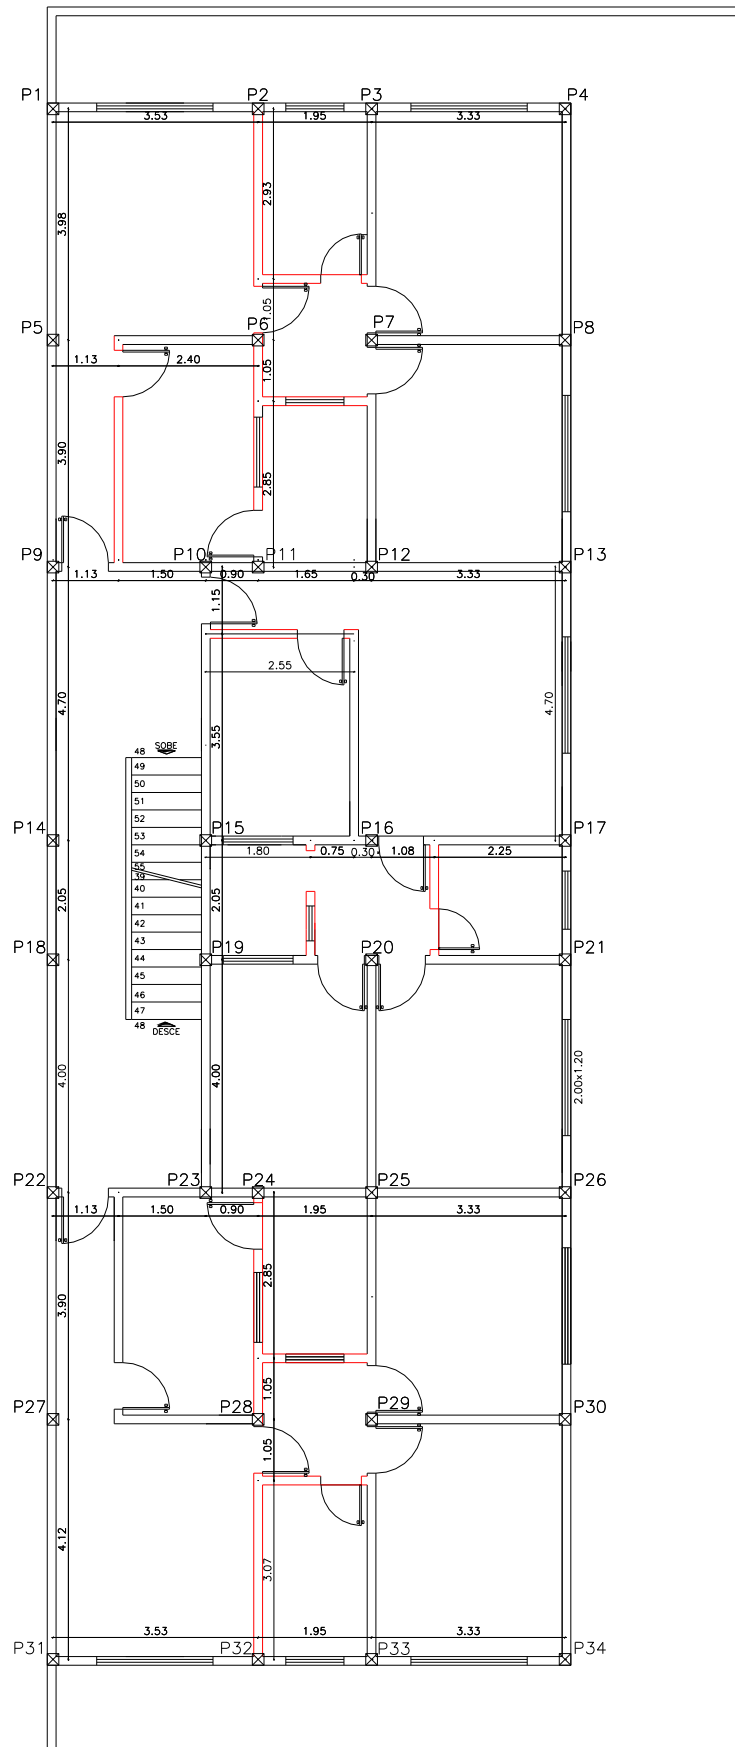 P1 P2 P3 P4
3.53 1.95 3.33
2.93
3.98
1.05
P5 P6 P7 P8
1.13 2.40
1.05
3.90
2.85
P9 P10 P11 P12 P13
1.13 1.50 0.90 1.65 0.30 3.33
1.15
2.55
4.70 3.55 4.70
SOBE
48
49
50
51
52
53
54
55
39
40
41
42
43
44
45
46
47
48
DESCE
P14 P15 P16 P17
1.80 0.75 0.30 1.08 2.25
2.05 2.05
P18 P19 P20 P21
4.00 4.00
2.00x1.20
P22 P23 P24 P25 P26
1.13 1.50 0.90 1.95 3.33
2.85
3.90
1.05
P27 P28 P29 P30
1.05
4.12
3.07
3.53 1.95 3.33
P31 P32 P33 P34